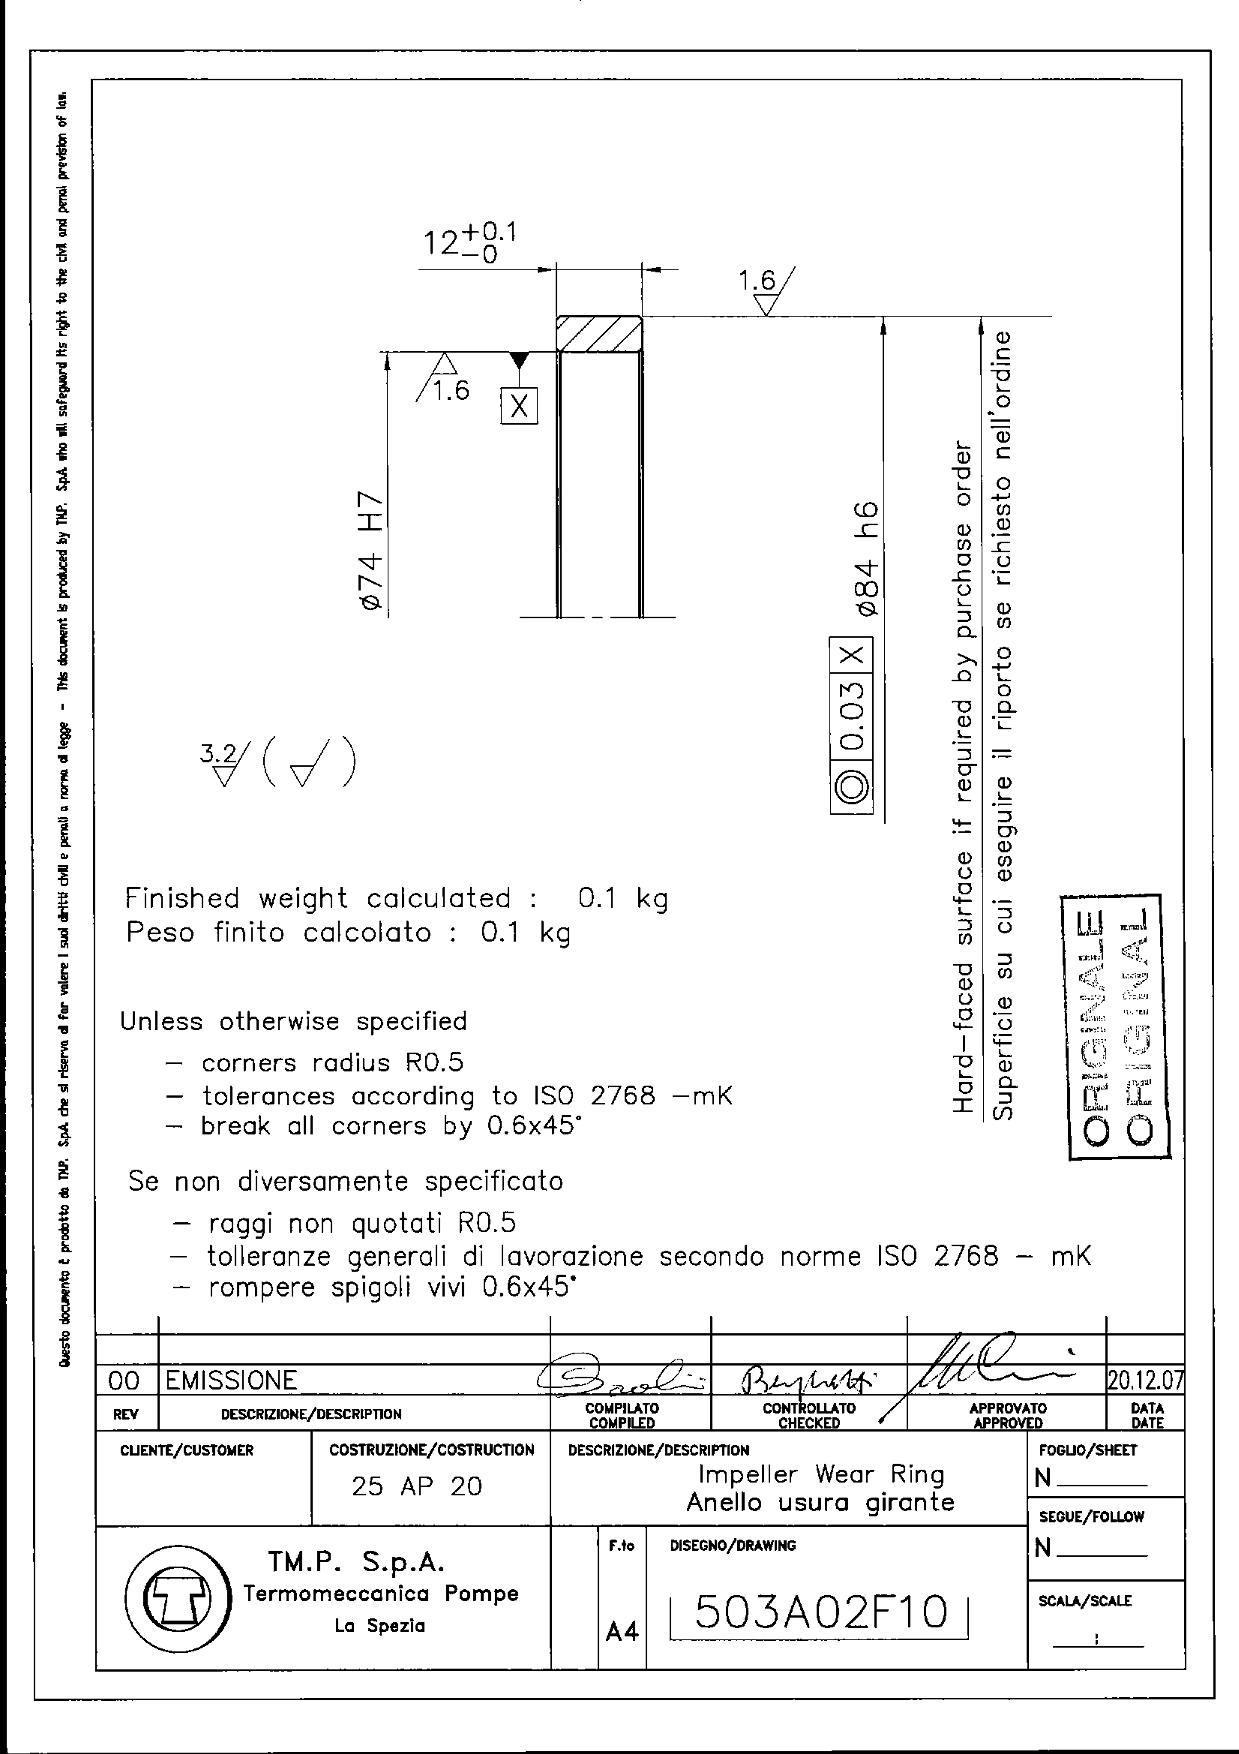 Questo documento è prodotto da TM.P. S.p.A. che si riserva di far valere i suoi diritti civili e penali a norma di legge - This document is produced by TM.P. S.p.A. who will safeguard its right to the civil and penal prevision of law.
12 +0.1 -0
1.6
1.6
X
ø74 H7
ø84 h6
◎ 0.03 X
Hard-faced surface if required by purchase order
Superficie su cui eseguire il riporto se richiesto nell'ordine
3.2 ( )
Finished weight calculated : 0.1 kg
Peso finito calcolato : 0.1 kg
ORIGINALE
ORIGINAL
Unless otherwise specified
- corners radius R0.5
- tolerances according to ISO 2768 -mK
- break all corners by 0.6x45°
Se non diversamente specificato
- raggi non quotati R0.5
- tolleranze generali di lavorazione secondo norme ISO 2768 - mK
- rompere spigoli vivi 0.6x45°
00 EMISSIONE 20.12.07
REV DESCRIZIONE/DESCRIPTION COMPILATO COMPILED CONTROLLATO CHECKED APPROVATO APPROVED DATA DATE
CLIENTE/CUSTOMER
COSTRUZIONE/COSTRUCTION
25 AP 20
DESCRIZIONE/DESCRIPTION
Impeller Wear Ring
Anello usura girante
FOGLIO/SHEET
N
SEGUE/FOLLOW
N
TM.P. S.p.A.
Termomeccanica Pompe
La Spezia
F.to
A4
DISEGNO/DRAWING
503A02F10
SCALA/SCALE
: